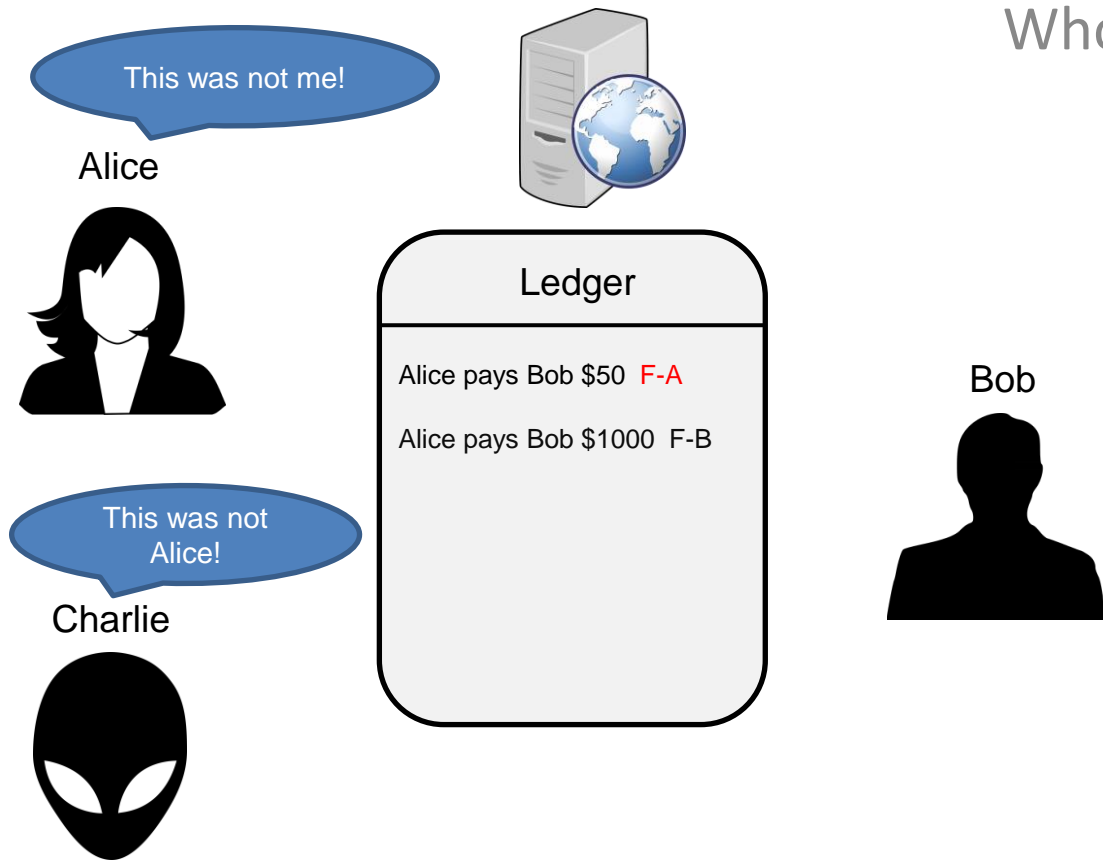 This was not me!
Alice
Ledger
Alice pays Bob $50 F-A
Alice pays Bob $1000 F-B
Bob
This was not
Alice!
Charlie